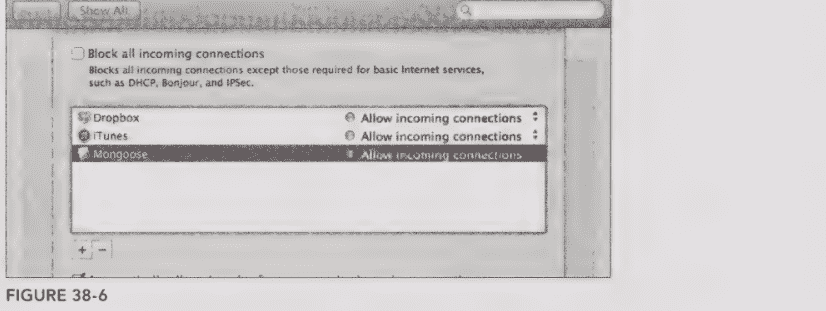 Show All
Block all incoming connections
Blocks all incoming connections except those required for basic Internet services,
such as DHCP, Bonjour, and IPSec.
Dropbox Allow incoming connections
iTunes Allow incoming connections
Mongoose Allow incoming connections
+ −
FIGURE 38-6